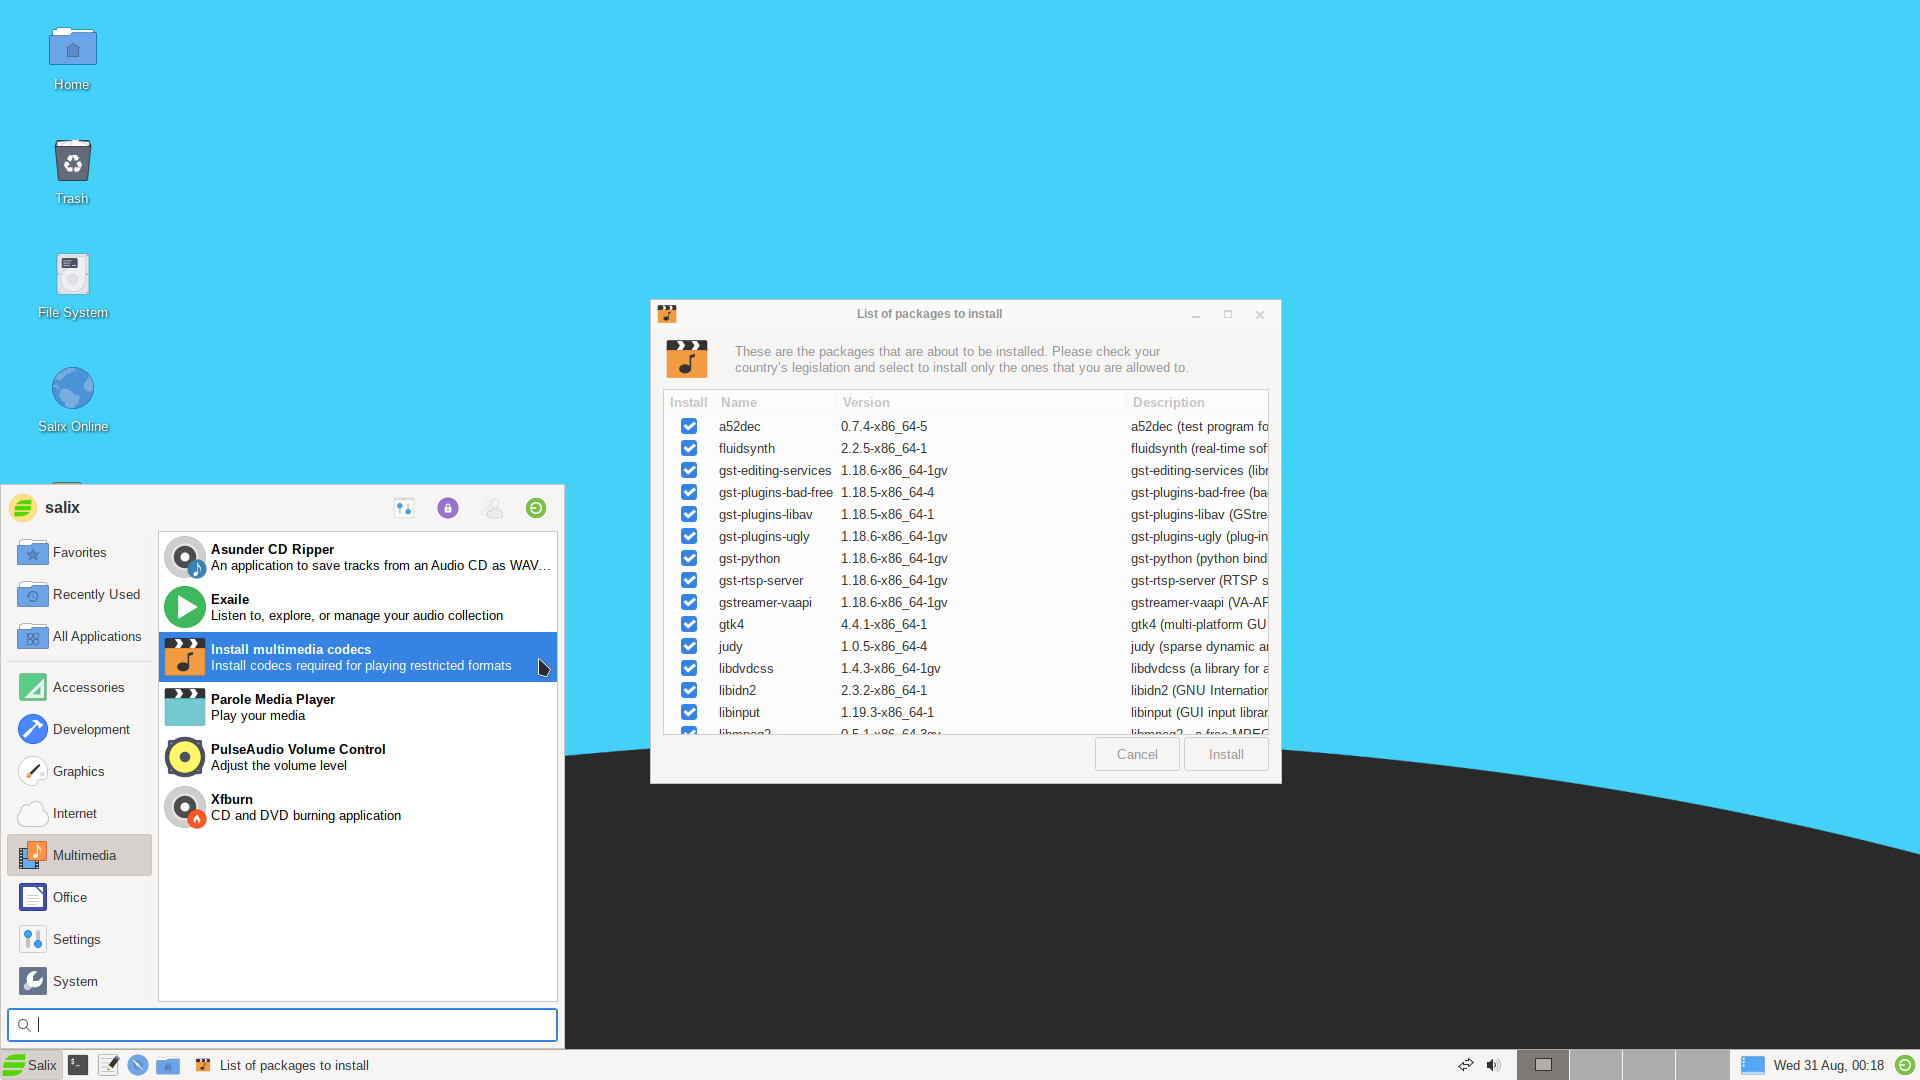 Home
Trash
File System
Salix Online
salix
Favorites
Recently Used
All Applications
Accessories
Development
Graphics
Internet
Multimedia
Office
Settings
System
Asunder CD Ripper
An application to save tracks from an Audio CD as WAV...
Exaile
Listen to, explore, or manage your audio collection
Install multimedia codecs
Install codecs required for playing restricted formats
Parole Media Player
Play your media
PulseAudio Volume Control
Adjust the volume level
Xfburn
CD and DVD burning application
List of packages to install
These are the packages that are about to be installed. Please check your
country's legislation and select to install only the ones that you are allowed to.
Install Name Version Description
a52dec 0.7.4-x86_64-5 a52dec (test program fo
fluidsynth 2.2.5-x86_64-1 fluidsynth (real-time sof
gst-editing-services 1.18.6-x86_64-1gv gst-editing-services (libr
gst-plugins-bad-free 1.18.5-x86_64-4 gst-plugins-bad-free (ba
gst-plugins-libav 1.18.5-x86_64-1 gst-plugins-libav (GStre
gst-plugins-ugly 1.18.6-x86_64-1gv gst-plugins-ugly (plug-in
gst-python 1.18.6-x86_64-1gv gst-python (python bind
gst-rtsp-server 1.18.6-x86_64-1gv gst-rtsp-server (RTSP s
gstreamer-vaapi 1.18.6-x86_64-1gv gstreamer-vaapi (VA-AP
gtk4 4.4.1-x86_64-1 gtk4 (multi-platform GU
judy 1.0.5-x86_64-4 judy (sparse dynamic ar
libdvdcss 1.4.3-x86_64-1gv libdvdcss (a library for a
libidn2 2.3.2-x86_64-1 libidn2 (GNU Internation
libinput 1.19.3-x86_64-1 libinput (GUI input librar
libmpeg2 0.5.1-x86_64-3gv libmpeg2 - a free MPEG
Cancel Install
Salix List of packages to install Wed 31 Aug, 00:18